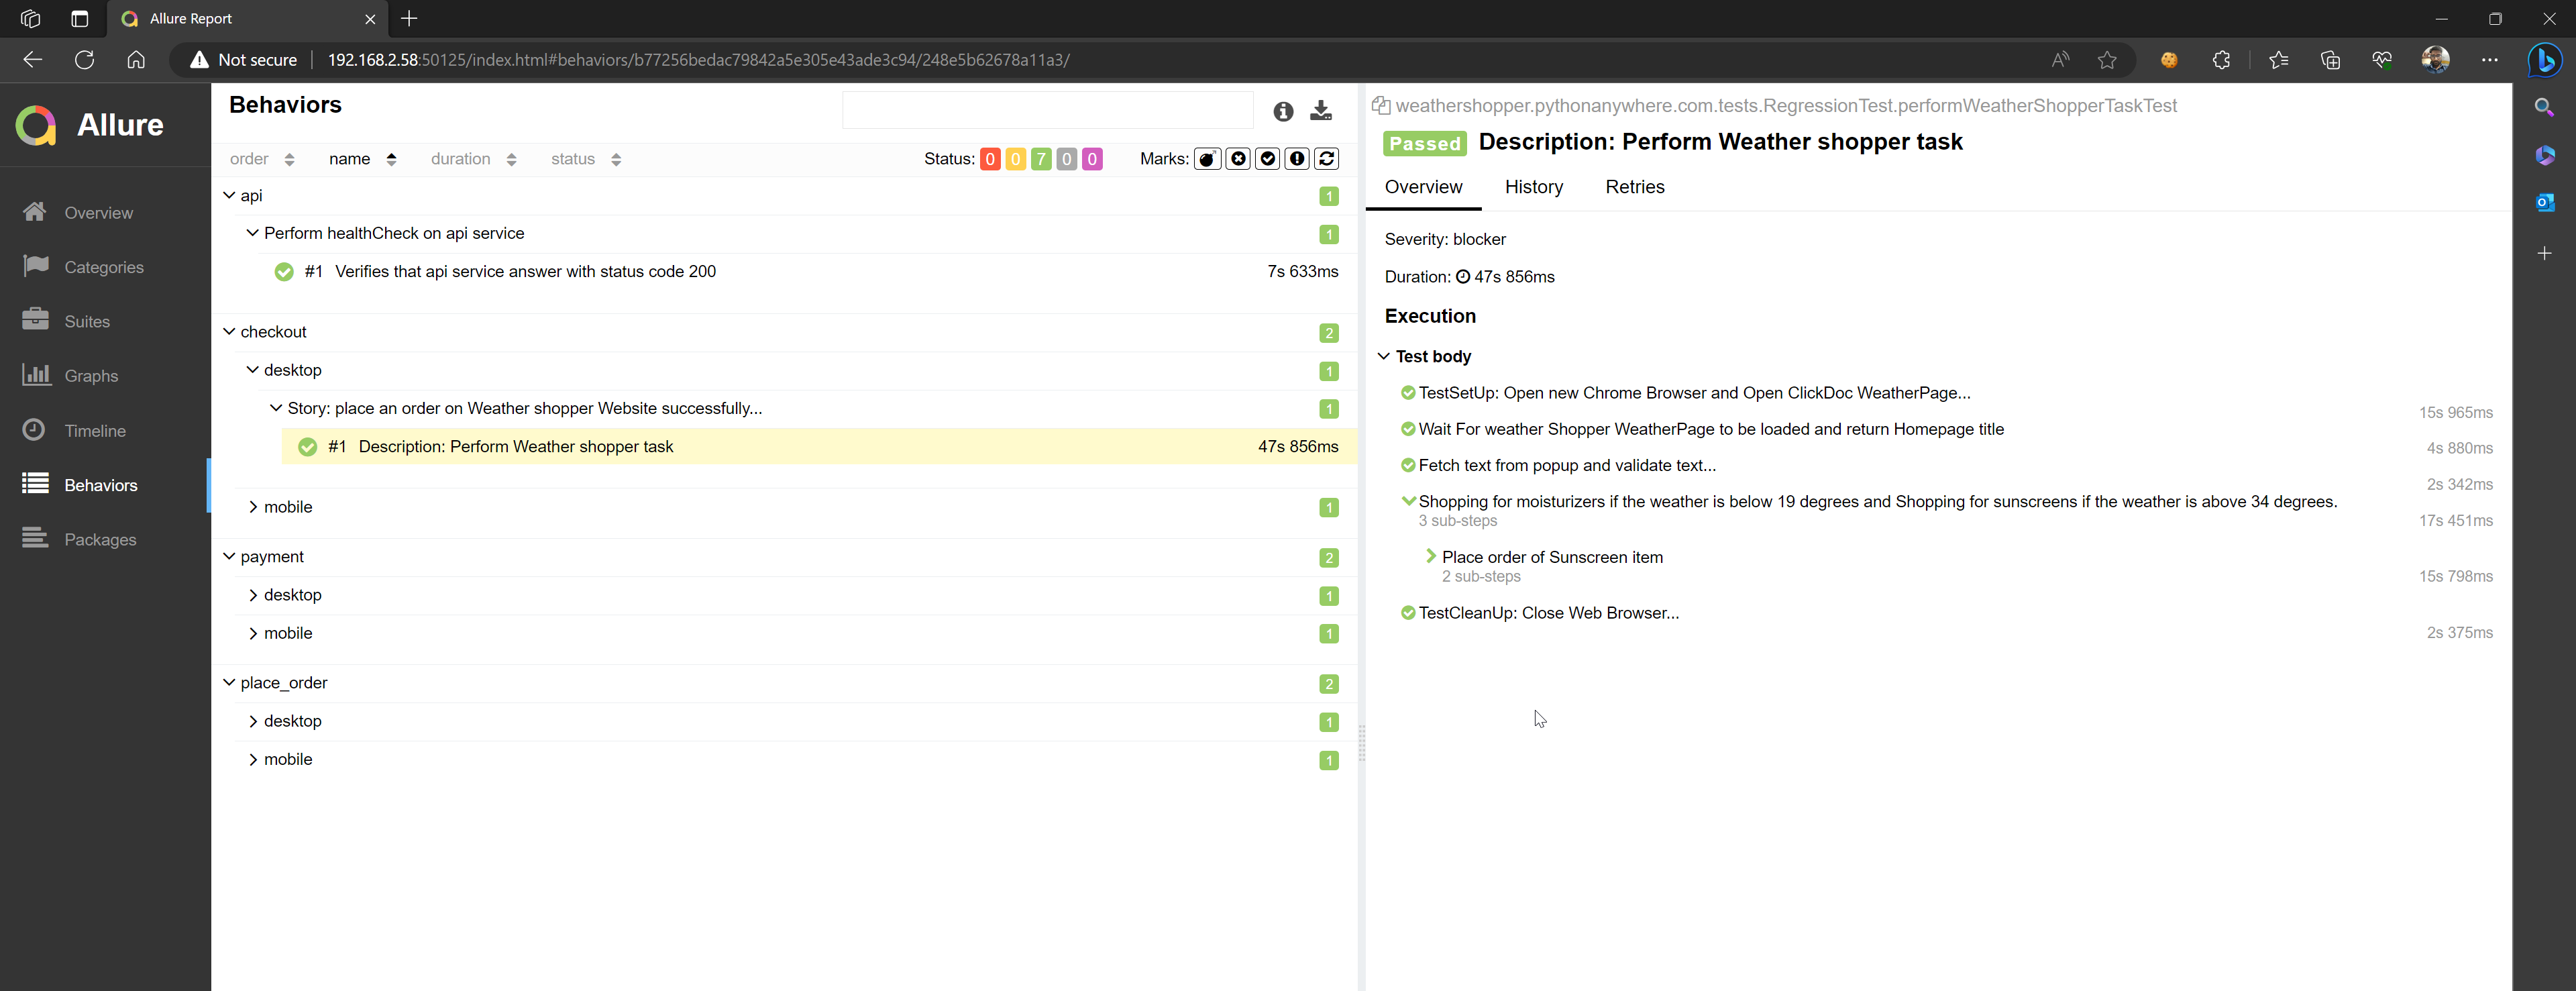 Allure Report
Not secure
192.168.2.58:50125/index.html#behaviors/b77256bedac79842a5e305e43ade3c94/248e5b62678a11a3/
Allure
Overview
Categories
Suites
Graphs
Timeline
Behaviors
Packages
Behaviors
order name duration status Status: 0 0 7 0 0 Marks:
api 1
Perform healthCheck on api service 1
#1 Verifies that api service answer with status code 200 7s 633ms
checkout 2
desktop 1
Story: place an order on Weather shopper Website successfully... 1
#1 Description: Perform Weather shopper task 47s 856ms
mobile 1
payment 2
desktop 1
mobile 1
place_order 2
desktop 1
mobile 1
weathershopper.pythonanywhere.com.tests.RegressionTest.performWeatherShopperTaskTest
Passed Description: Perform Weather shopper task
Overview History Retries
Severity: blocker
Duration: 47s 856ms
Execution
Test body
TestSetUp: Open new Chrome Browser and Open ClickDoc WeatherPage...
15s 965ms
Wait For weather Shopper WeatherPage to be loaded and return Homepage title
4s 880ms
Fetch text from popup and validate text...
2s 342ms
Shopping for moisturizers if the weather is below 19 degrees and Shopping for sunscreens if the weather is above 34 degrees.
3 sub-steps 17s 451ms
Place order of Sunscreen item
2 sub-steps 15s 798ms
TestCleanUp: Close Web Browser...
2s 375ms